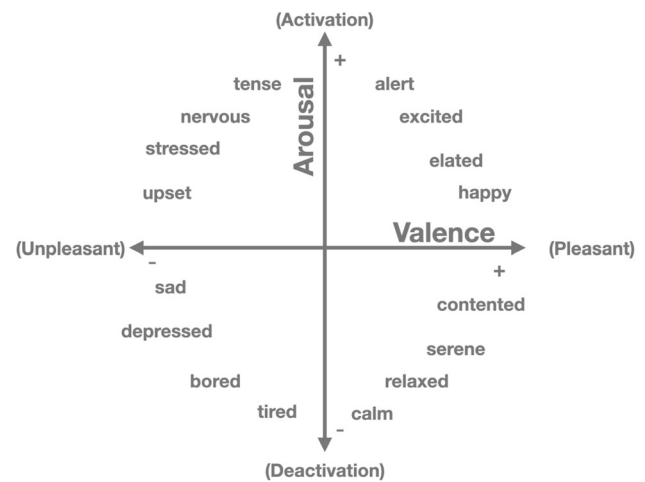 (Activation)
+
tense
alert
Arousal
nervous
excited
stressed
elated
upset
happy
Valence
(Unpleasant)
(Pleasant)
-
+
sad
contented
depressed
serene
bored
relaxed
tired
calm
-
(Deactivation)